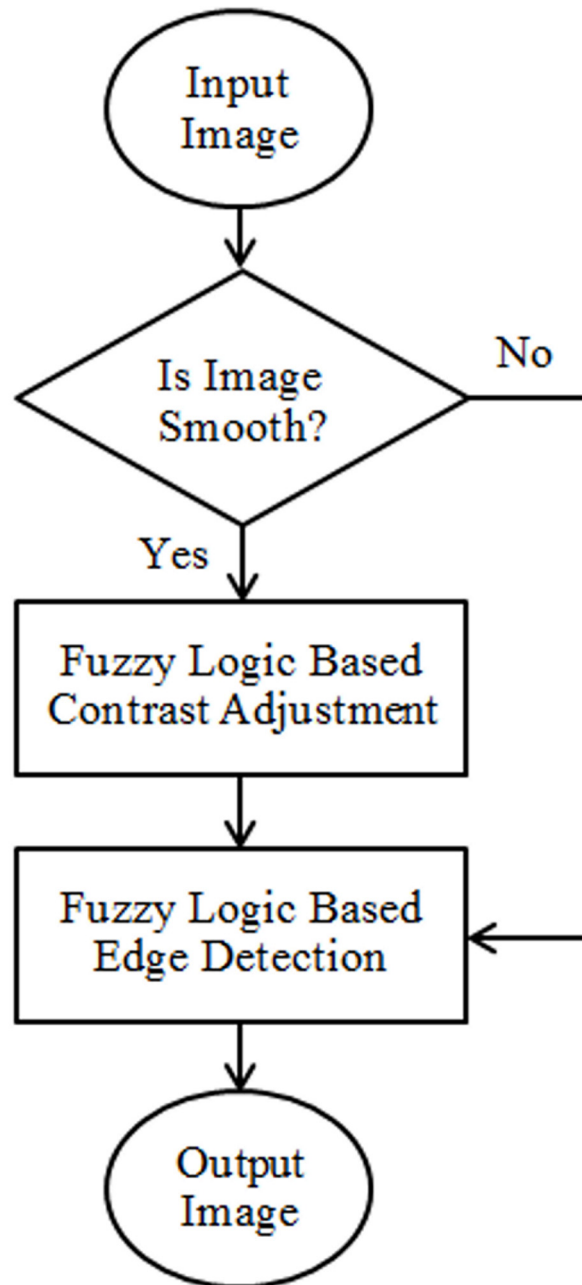 Input
Image
Is Image
Smooth?
No
Yes
Fuzzy Logic Based
Contrast Adjustment
Fuzzy Logic Based
Edge Detection
Output
Image